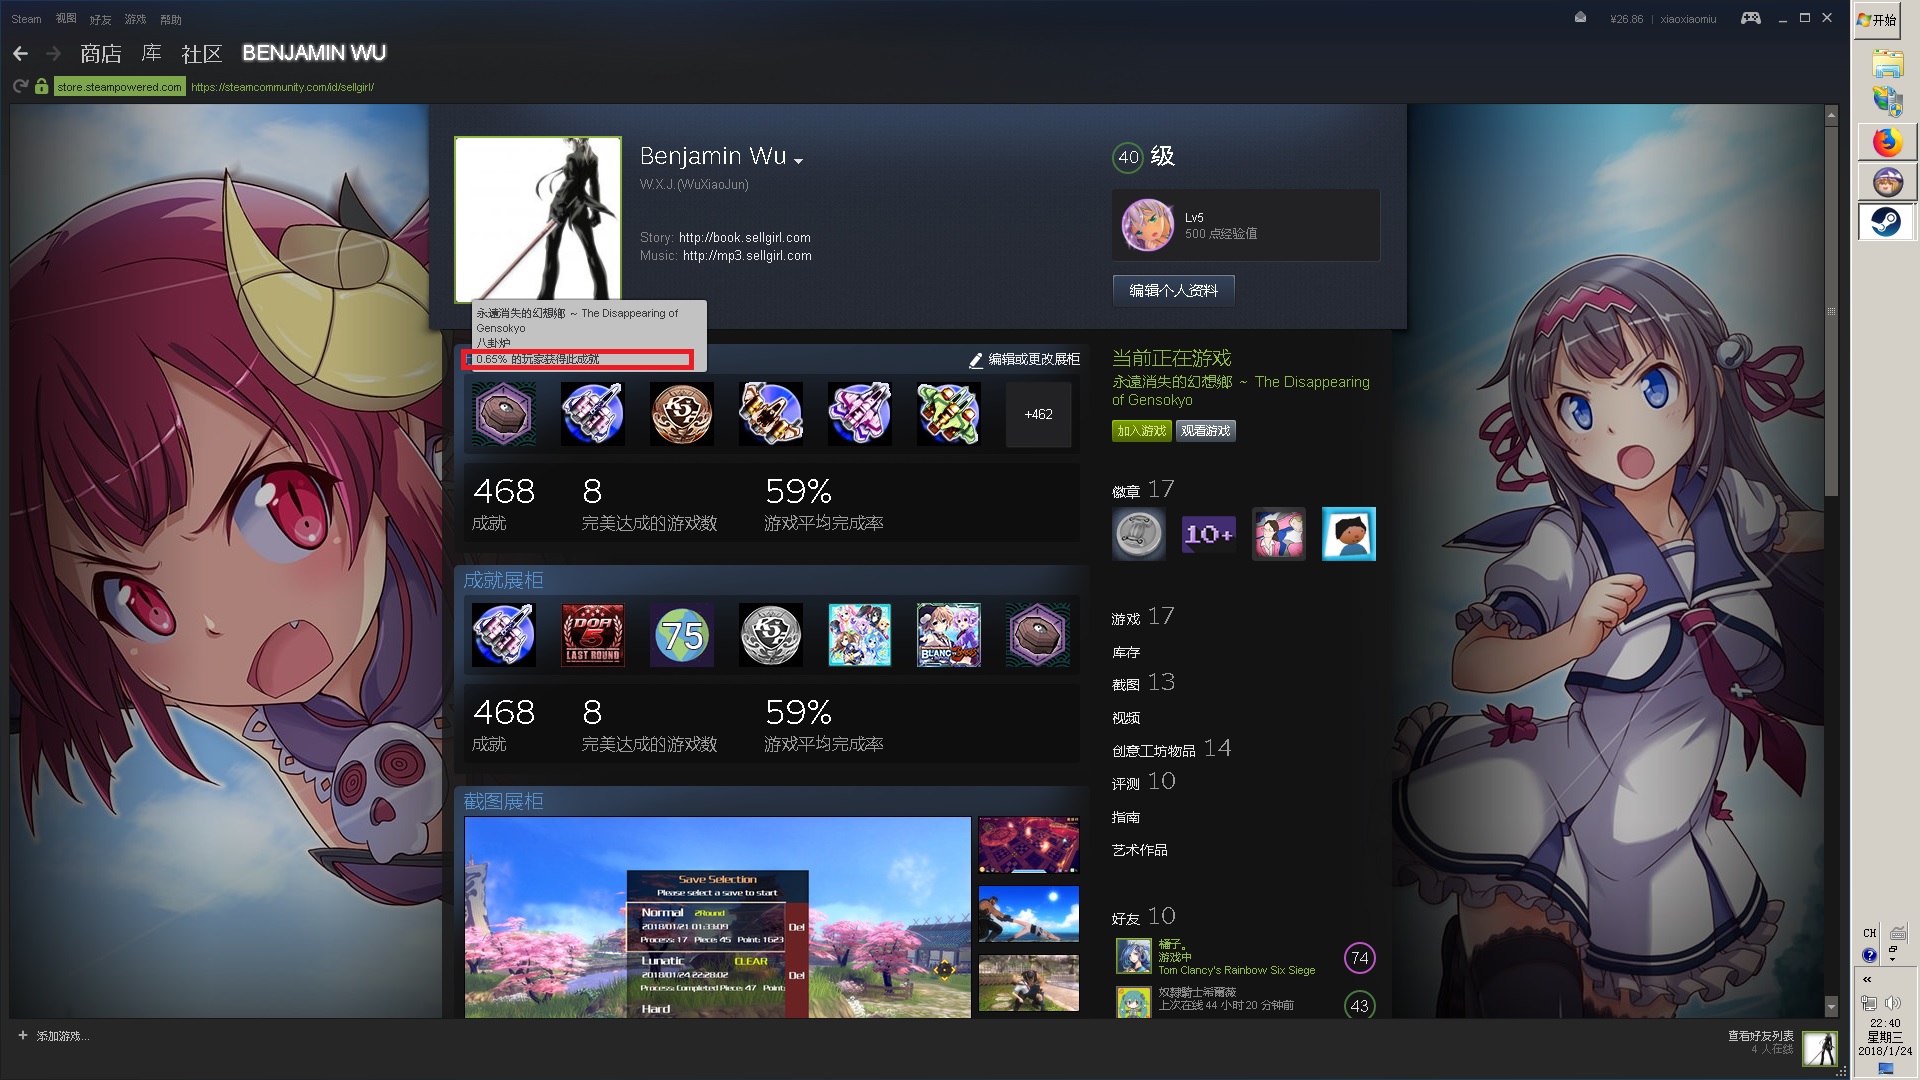 Steam 视图 好友 游戏 帮助
¥26.86 | xiaoxiaomiu
开始
商店 库 社区 BENJAMIN WU
store.steampowered.com https://steamcommunity.com/id/sellgirl/
Benjamin Wu
W.X.J.(WuXiaoJun)
Story: http://book.sellgirl.com
Music: http://mp3.sellgirl.com
40 级
Lv5
500 点经验值
编辑个人资料
永遠消失的幻想鄉 ~ The Disappearing of
Gensokyo
八卦炉
0.65% 的玩家获得此成就
编辑或更改展柜
+462
468 8 59%
成就 完美达成的游戏数 游戏平均完成率
成就展柜
DOA
5
LAST ROUND
75
BLANC
468 8 59%
成就 完美达成的游戏数 游戏平均完成率
截图展柜
Save Selection
Please select a save to start
Normal 2Round
2018/01/21 01:33:09
Process: 17 Piece: 45 Point: 1623
Del
Lunatic CLEAR
2018/01/24 22:28:02
Process: Completed Piece: 47 Point:
Del
Hard
当前正在游戏
永遠消失的幻想鄉 ~ The Disappearing
of Gensokyo
加入游戏 观看游戏
徽章 17
10+
游戏 17
库存
截图 13
视频
创意工坊物品 14
评测 10
指南
艺术作品
好友 10
橘子。
游戏中
Tom Clancy's Rainbow Six Siege
74
奴隸騎士希爾薇
上次在线 44 小时 20 分钟前
43
+ 添加游戏...
查看好友列表
4 人在线
CH
«
22:40
星期三
2018/1/24